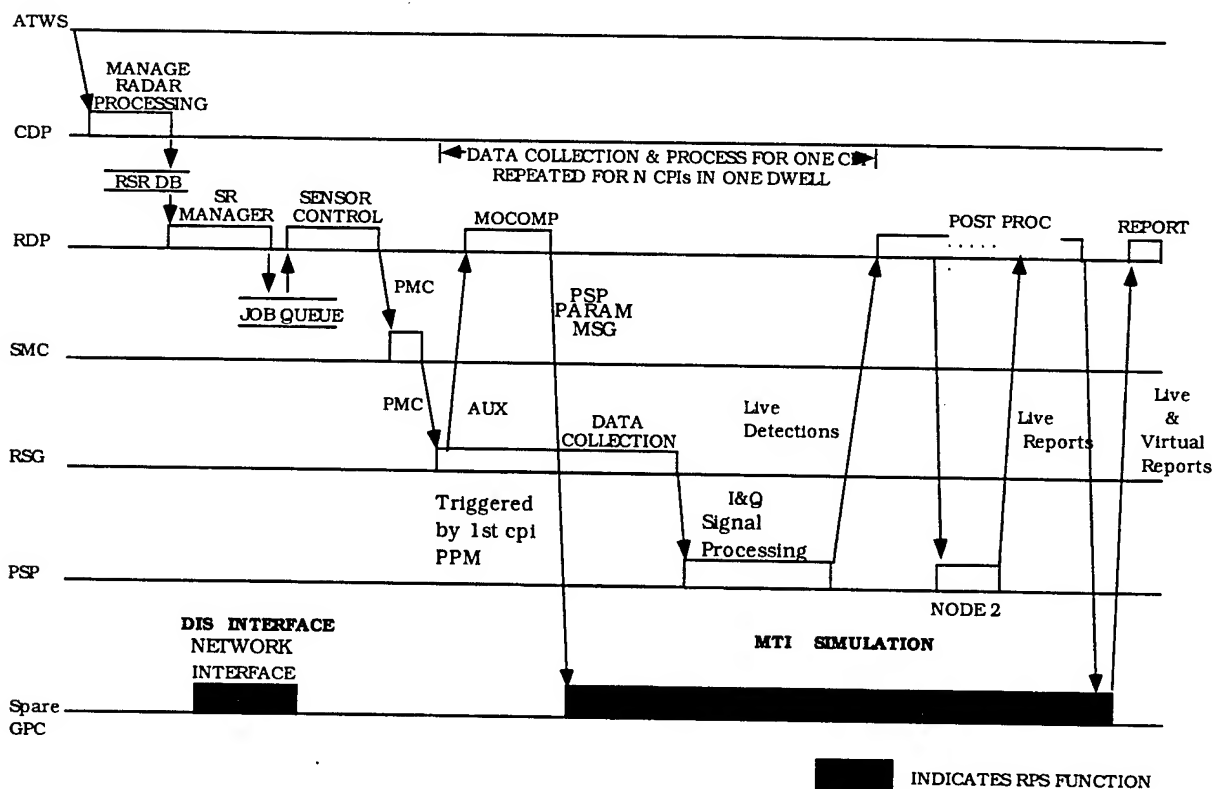 ATWS
MANAGE
RADAR
PROCESSING
CDP
DATA COLLECTION & PROCESS FOR ONE CPI
REPEATED FOR N CPIs IN ONE DWELL
RSR DB
SR
MANAGER
SENSOR
CONTROL
MOCOMP
POST PROC
.....
REPORT
RDP
JOB QUEUE
PMC
PSP
PARAM
MSG
SMC
PMC
AUX
DATA
COLLECTION
Live
Detections
Live
Reports
Live
&
Virtual
Reports
RSG
Triggered
by 1st cpi
PPM
I&Q
Signal
Processing
PSP
NODE 2
DIS INTERFACE
NETWORK
INTERFACE
MTI SIMULATION
Spare
GPC
INDICATES RPS FUNCTION